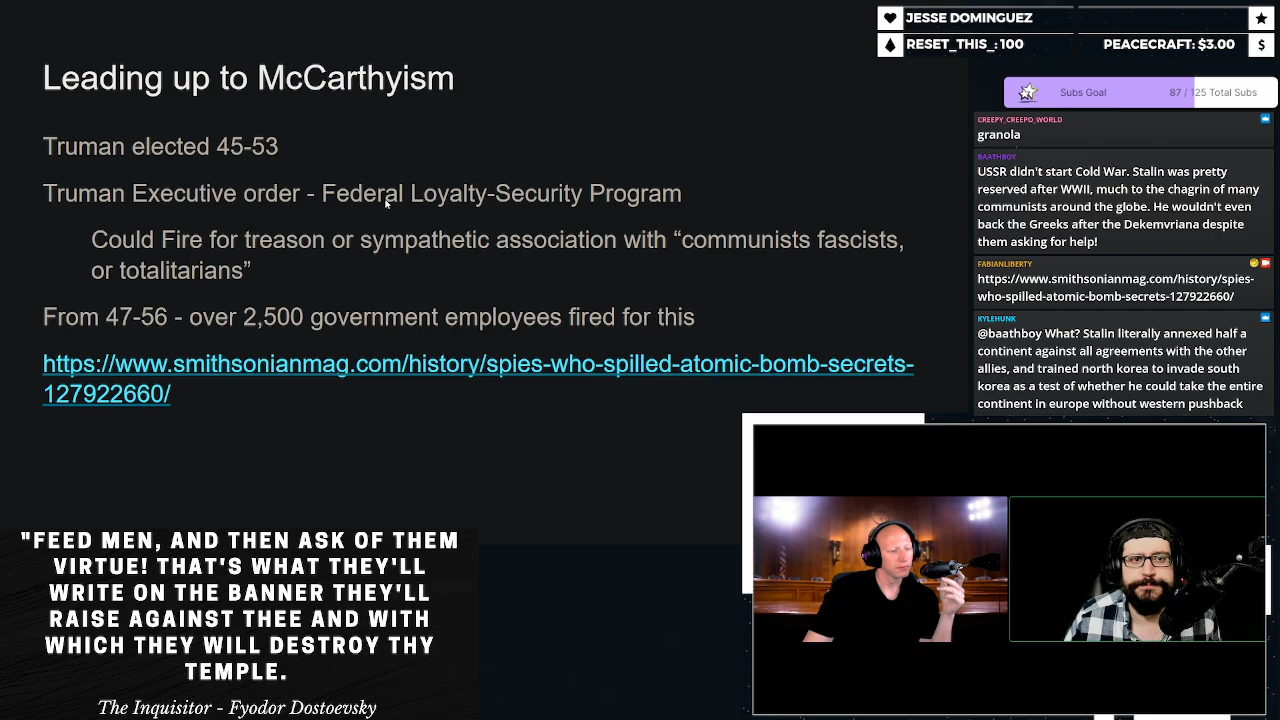 Leading up to McCarthyism
Truman elected 45-53
Truman Executive order - Federal Loyalty-Security Program
Could Fire for treason or sympathetic association with “communists fascists,
or totalitarians”
From 47-56 - over 2,500 government employees fired for this
https://www.smithsonianmag.com/history/spies-who-spilled-atomic-bomb-secrets-
127922660/
JESSE DOMINGUEZ
RESET_THIS_: 100
PEACECRAFT: $3.00
$
Subs Goal
87 / 125 Total Subs
CREEPY_CREEPO_WORLD
granola
BAATHBOY
USSR didn't start Cold War. Stalin was pretty
reserved after WWII, much to the chagrin of many
communists around the globe. He wouldn't even
back the Greeks after the Dekemvriana despite
them asking for help!
FABIANLIBERTY
https://www.smithsonianmag.com/history/spies-
who-spilled-atomic-bomb-secrets-127922660/
KYLEHUNK
@baathboy What? Stalin literally annexed half a
continent against all agreements with the other
allies, and trained north korea to invade south
korea as a test of whether he could take the entire
continent in europe without western pushback
"FEED MEN, AND THEN ASK OF THEM
VIRTUE! THAT'S WHAT THEY'LL
WRITE ON THE BANNER THEY'LL
RAISE AGAINST THEE AND WITH
WHICH THEY WILL DESTROY THY
TEMPLE.
The Inquisitor - Fyodor Dostoevsky